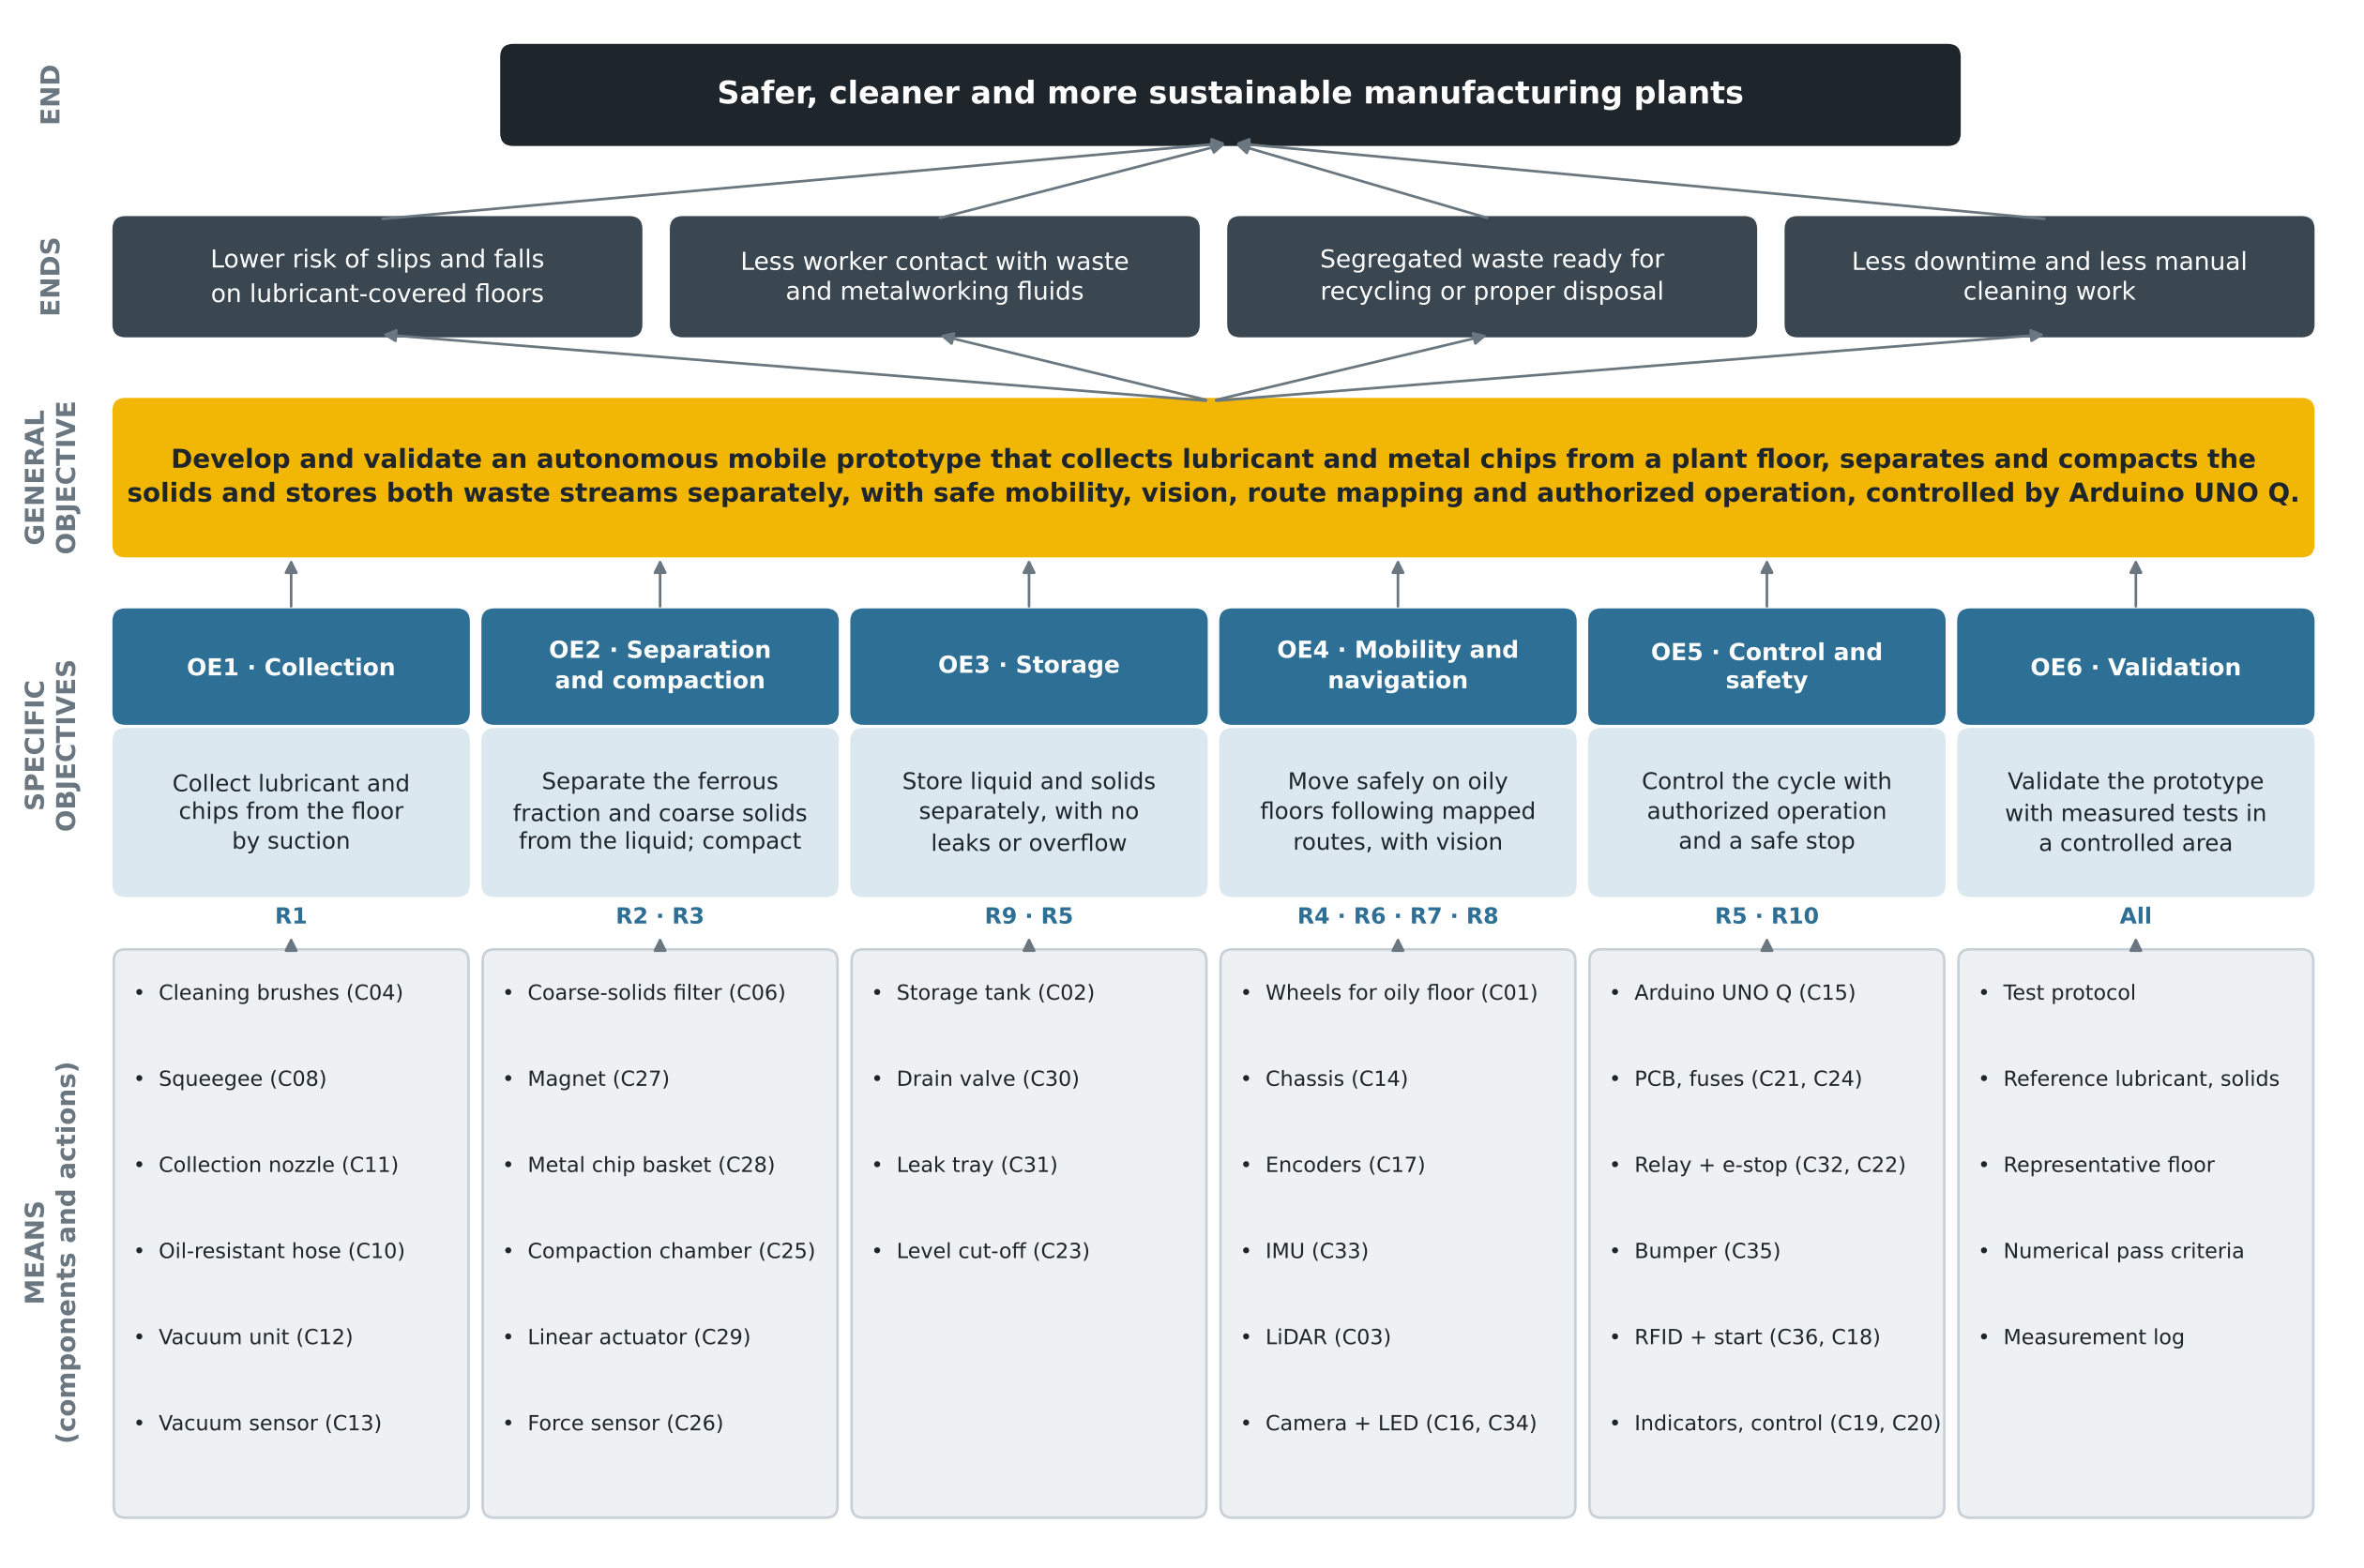 END
Safer, cleaner and more sustainable manufacturing plants
ENDS
Lower risk of slips and falls
on lubricant-covered floors
Less worker contact with waste
and metalworking fluids
Segregated waste ready for
recycling or proper disposal
Less downtime and less manual
cleaning work
GENERAL
OBJECTIVE
Develop and validate an autonomous mobile prototype that collects lubricant and metal chips from a plant floor, separates and compacts the
solids and stores both waste streams separately, with safe mobility, vision, route mapping and authorized operation, controlled by Arduino UNO Q.
SPECIFIC
OBJECTIVES
OE1 · Collection
Collect lubricant and
chips from the floor
by suction
R1
OE2 · Separation
and compaction
Separate the ferrous
fraction and coarse solids
from the liquid; compact
R2 · R3
OE3 · Storage
Store liquid and solids
separately, with no
leaks or overflow
R9 · R5
OE4 · Mobility and
navigation
Move safely on oily
floors following mapped
routes, with vision
R4 · R6 · R7 · R8
OE5 · Control and
safety
Control the cycle with
authorized operation
and a safe stop
R5 · R10
OE6 · Validation
Validate the prototype
with measured tests in
a controlled area
All
MEANS
(components and actions)
• Cleaning brushes (C04)
• Squeegee (C08)
• Collection nozzle (C11)
• Oil-resistant hose (C10)
• Vacuum unit (C12)
• Vacuum sensor (C13)
• Coarse-solids filter (C06)
• Magnet (C27)
• Metal chip basket (C28)
• Compaction chamber (C25)
• Linear actuator (C29)
• Force sensor (C26)
• Storage tank (C02)
• Drain valve (C30)
• Leak tray (C31)
• Level cut-off (C23)
• Wheels for oily floor (C01)
• Chassis (C14)
• Encoders (C17)
• IMU (C33)
• LiDAR (C03)
• Camera + LED (C16, C34)
• Arduino UNO Q (C15)
• PCB, fuses (C21, C24)
• Relay + e-stop (C32, C22)
• Bumper (C35)
• RFID + start (C36, C18)
• Indicators, control (C19, C20)
• Test protocol
• Reference lubricant, solids
• Representative floor
• Numerical pass criteria
• Measurement log